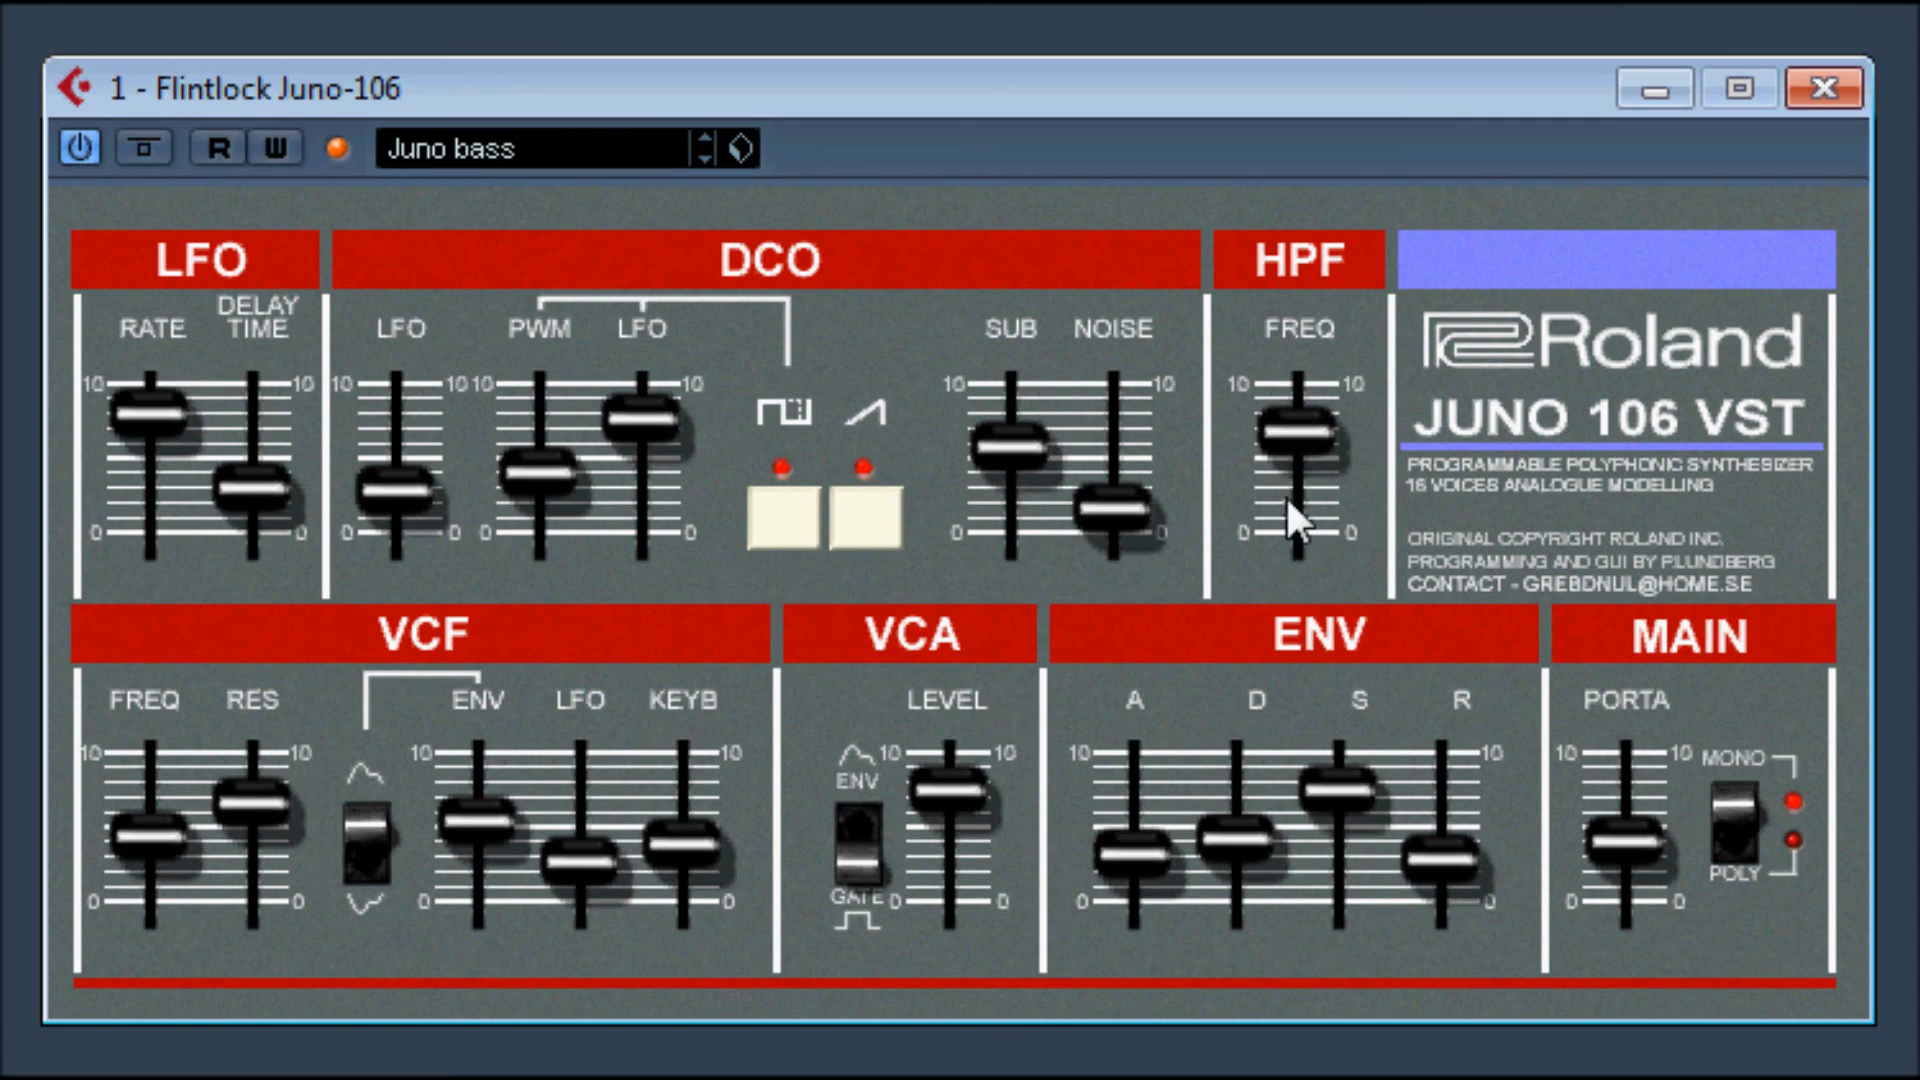 1 - Flintlock Juno-106
R W Juno bass
LFO DCO HPF
RATE DELAY TIME LFO PWM LFO SUB NOISE FREQ
10 10 10 10 10 10 10 10 10 10
0 0 0 0 0 0 0 0 0 0
Roland
JUNO 106 VST
PROGRAMMABLE POLYPHONIC SYNTHESIZER
16 VOICES ANALOGUE MODELLING
ORIGINAL COPYRIGHT ROLAND INC.
PROGRAMMING AND GUI BY P.LUNDBERG
CONTACT - GREBDNUL@HOME.SE
VCF VCA ENV MAIN
FREQ RES ENV LFO KEYB LEVEL A D S R PORTA
10 10 10 10 10 10 10 10 10 10 MONO
ENV
GATE POLY
0 0 0 0 0 0 0 0 0 0